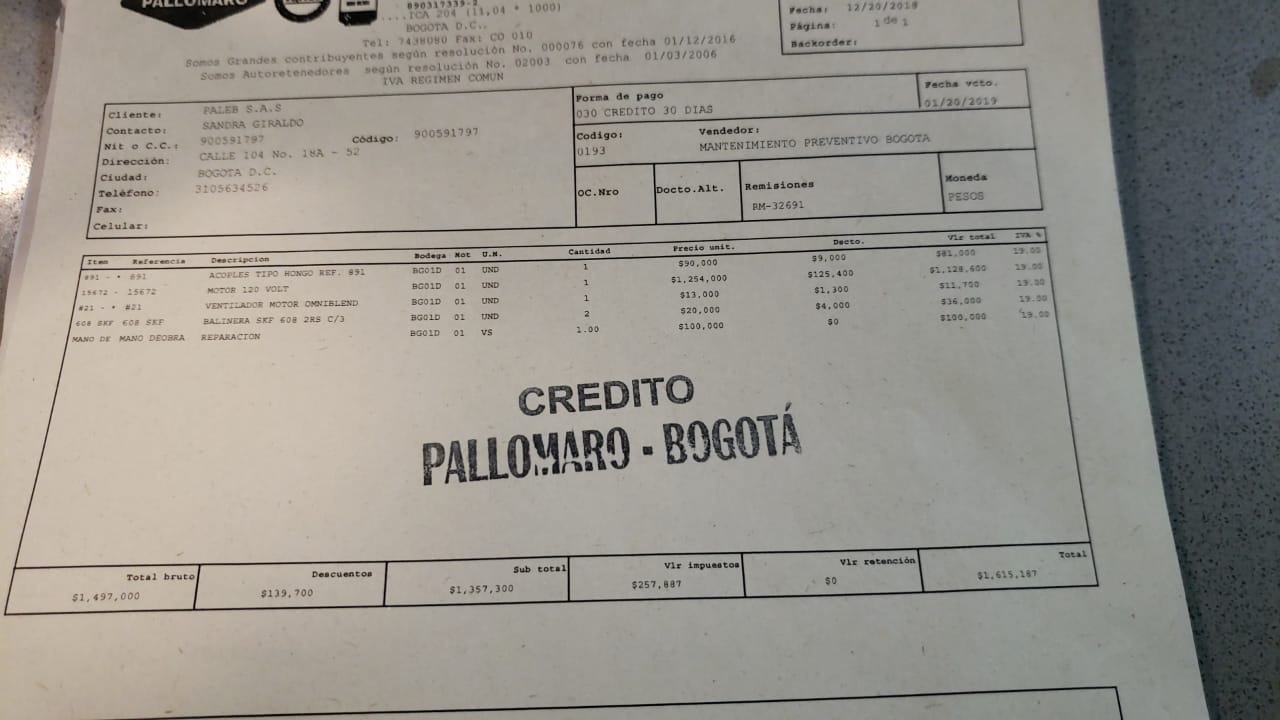 PALLOMARO
890317339-2
....ICA 204 (11,04 * 1000)
BOGOTA D.C..
Tel: 7438080 Fax: CO 010
Somos Grandes contribuyentes según resolución No. 000076 con fecha 01/12/2016
Somos Autoretenedores según resolución No. 02003 con fecha 01/03/2006
IVA REGIMEN COMUN
Fecha: 12/20/2018
Página: 1 de 1
Backorder:
Cliente: PALEB S.A.S
Contacto: SANDRA GIRALDO
Nit o C.C.: 900591797 Código: 900591797
Dirección: CALLE 104 No. 18A - 52
Ciudad: BOGOTA D.C.
Teléfono: 3105634526
Fax:
Celular:
Forma de pago
030 CREDITO 30 DIAS
Fecha vcto.
01/20/2019
Codigo: Vendedor:
0193 MANTENIMIENTO PREVENTIVO BOGOTA
OC.Nro Docto.Alt. Remisiones Moneda
RM-32691 PESOS
Item Referencia Descripcion Bodega Mot U.M. Cantidad Precio unit. Dscto. Vlr total IVA %
#891 - * 891 ACOPLES TIPO HONGO REF. 891 BG01D 01 UND 1 $90,000 $9,000 $81,000 19.00
15672 - 15672 MOTOR 120 VOLT BG01D 01 UND 1 $1,254,000 $125,400 $1,128,600 19.00
#21 - * #21 VENTILADOR MOTOR OMNIBLEND BG01D 01 UND 1 $13,000 $1,300 $11,700 19.00
608 SKF 608 SKF BALINERA SKF 608 2RS C/3 BG01D 01 UND 2 $20,000 $4,000 $36,000 19.00
MANO DE MANO DEOBRA REPARACION BG01D 01 VS 1.00 $100,000 $0 $100,000 19.00
CREDITO
PALLOMARO - BOGOTÁ
Total bruto Descuentos Sub total Vlr impuestos Vlr retención Total
$1,497,000 $139,700 $1,357,300 $257,887 $0 $1,615,187